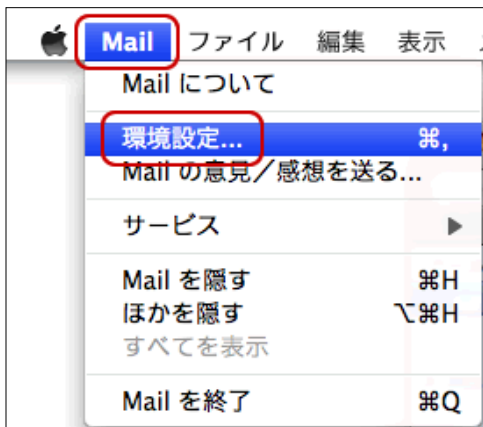 Mail ファイル 編集 表示
Mail について
環境設定... ⌘,
Mail の意見／感想を送る...
サービス ▶
Mail を隠す ⌘H
ほかを隠す ⌥⌘H
すべてを表示
Mail を終了 ⌘Q